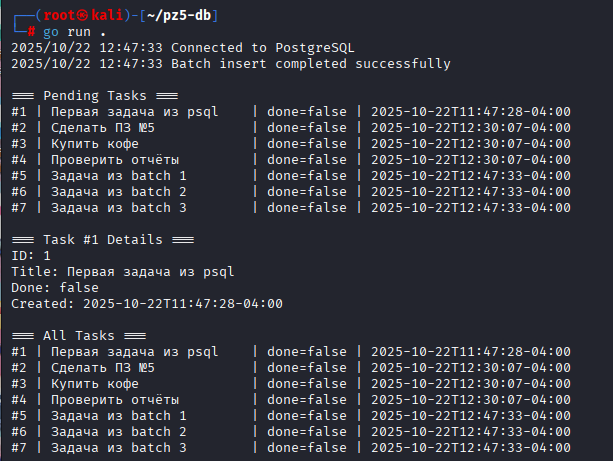 ┌──(root㉿kali)-[~/pz5-db]
└─# go run .
2025/10/22 12:47:33 Connected to PostgreSQL
2025/10/22 12:47:33 Batch insert completed successfully

=== Pending Tasks ===
#1 | Первая задача из psql    | done=false | 2025-10-22T11:47:28-04:00
#2 | Сделать ПЗ №5            | done=false | 2025-10-22T12:30:07-04:00
#3 | Купить кофе              | done=false | 2025-10-22T12:30:07-04:00
#4 | Проверить отчёты         | done=false | 2025-10-22T12:30:07-04:00
#5 | Задача из batch 1        | done=false | 2025-10-22T12:47:33-04:00
#6 | Задача из batch 2        | done=false | 2025-10-22T12:47:33-04:00
#7 | Задача из batch 3        | done=false | 2025-10-22T12:47:33-04:00

=== Task #1 Details ===
ID: 1
Title: Первая задача из psql
Done: false
Created: 2025-10-22T11:47:28-04:00

=== All Tasks ===
#1 | Первая задача из psql    | done=false | 2025-10-22T11:47:28-04:00
#2 | Сделать ПЗ №5            | done=false | 2025-10-22T12:30:07-04:00
#3 | Купить кофе              | done=false | 2025-10-22T12:30:07-04:00
#4 | Проверить отчёты         | done=false | 2025-10-22T12:30:07-04:00
#5 | Задача из batch 1        | done=false | 2025-10-22T12:47:33-04:00
#6 | Задача из batch 2        | done=false | 2025-10-22T12:47:33-04:00
#7 | Задача из batch 3        | done=false | 2025-10-22T12:47:33-04:00